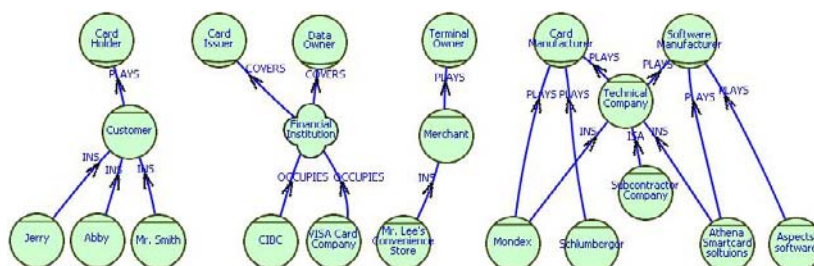 Card
Holder
Card
Issuer
Data
Owner
Terminal
Owner
Card
Manufacturer
Software
Manufacturer
PLAYS
COVERS
COVERS
PLAYS
PLAYS
PLAYS
PLAYS
PLAYS
PLAYS
PLAYS
Technical
Company
Customer
Financial
Institution
Merchant
INS
INS
INS
OCCUPIES
OCCUPIES
INS
INS
ISA
INS
Subcontractor
Company
Jerry
Abby
Mr. Smith
CIBC
VISA Card
Company
Mr. Lee's
Convenience
Store
Mondex
Schlumberger
Athena
Smartcard
soltuions
Aspects
software